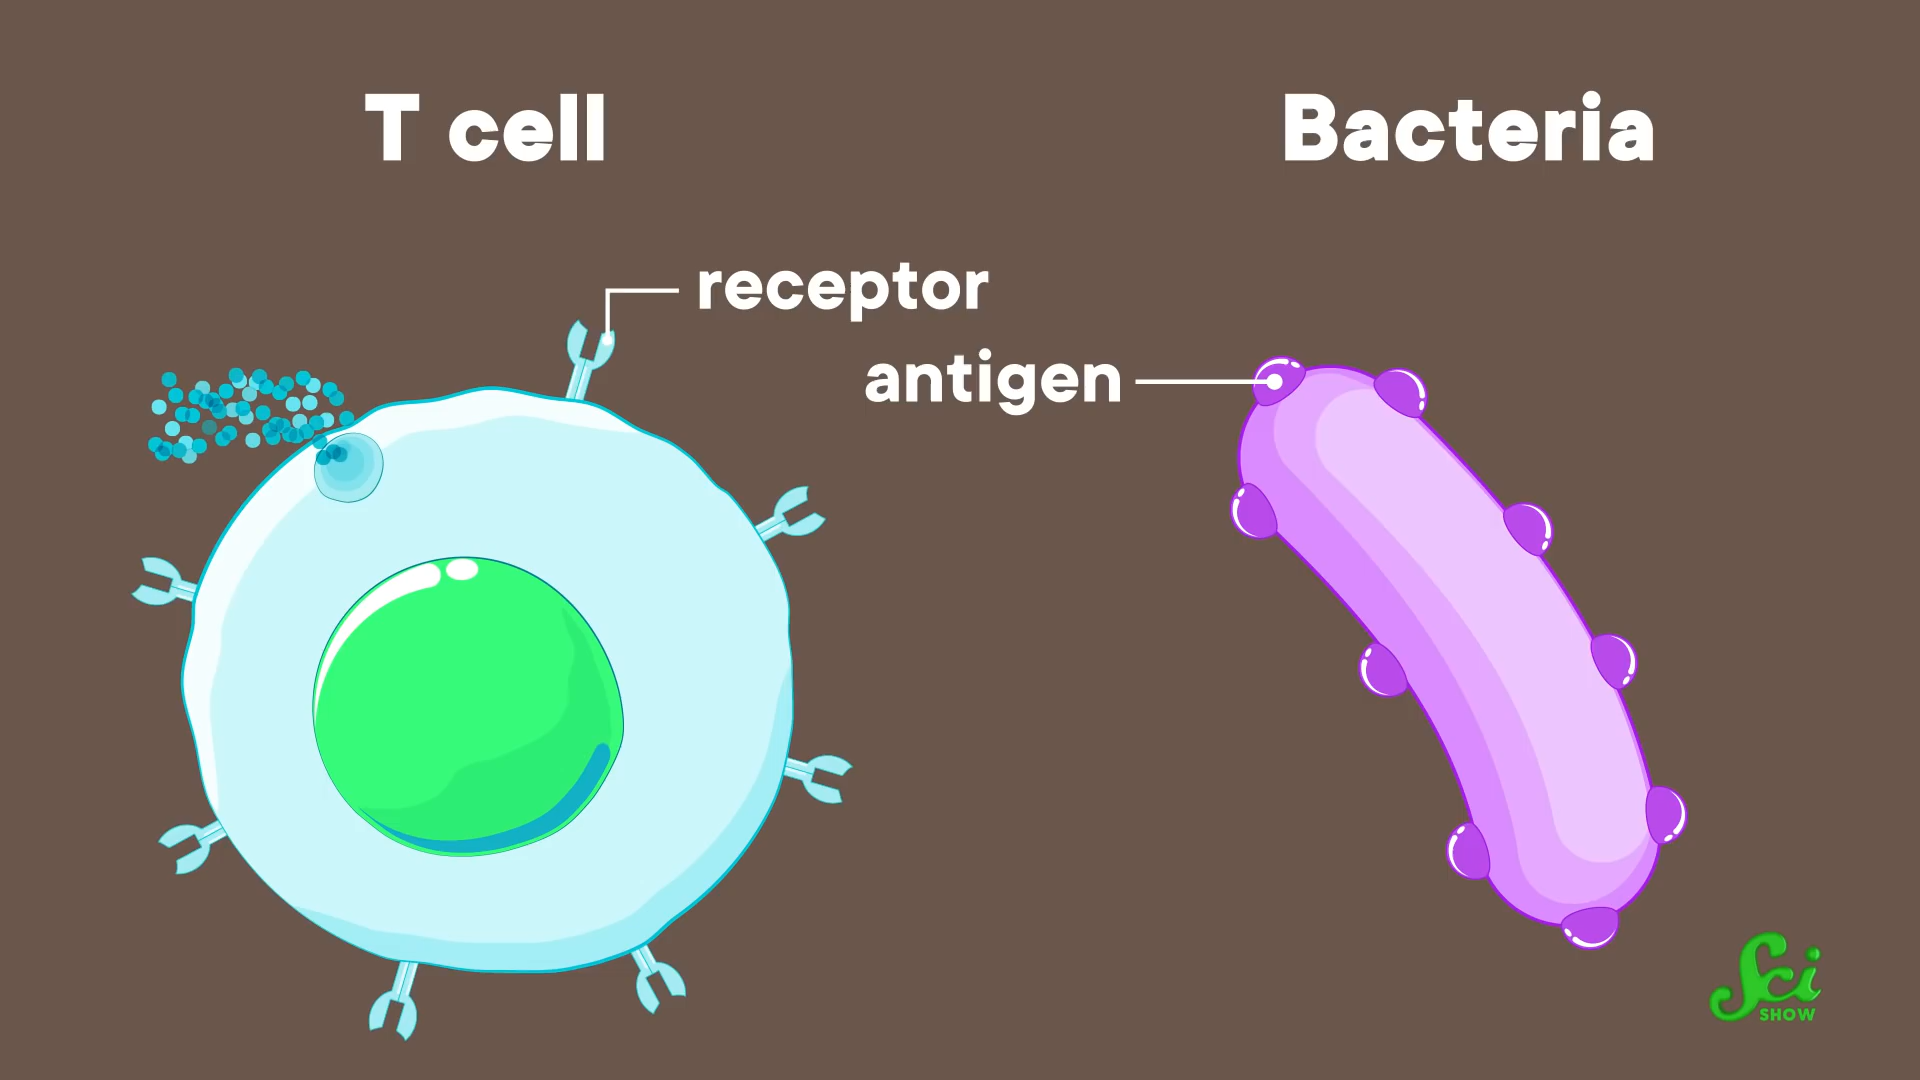 T cell
Bacteria
receptor
antigen
Sci
SHOW